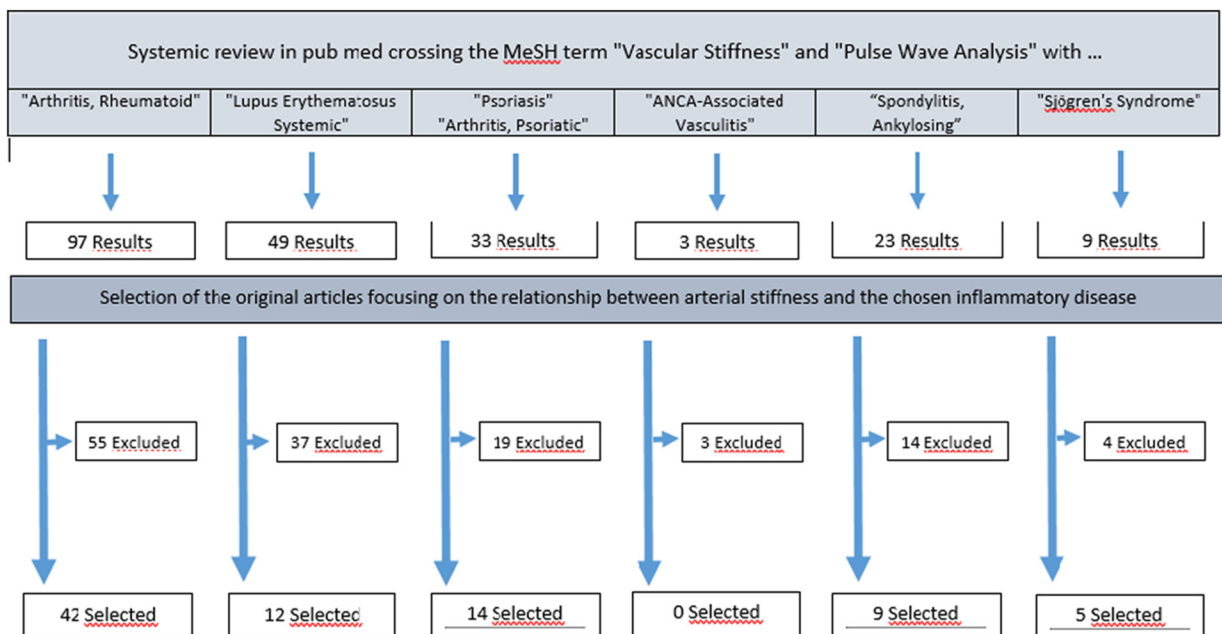 Systemic review in pub med crossing the MeSH term "Vascular Stiffness" and "Pulse Wave Analysis" with ...
"Arthritis, Rheumatoid"
"Lupus Erythematosus
Systemic"
"Psoriasis"
"Arthritis, Psoriatic"
"ANCA-Associated
Vasculitis"
“Spondylitis,
Ankylosing”
"Sjögren's Syndrome"
97 Results
49 Results
33 Results
3 Results
23 Results
9 Results
Selection of the original articles focusing on the relationship between arterial stiffness and the chosen inflammatory disease
55 Excluded
37 Excluded
19 Excluded
3 Excluded
14 Excluded
4 Excluded
42 Selected
12 Selected
14 Selected
0 Selected
9 Selected
5 Selected